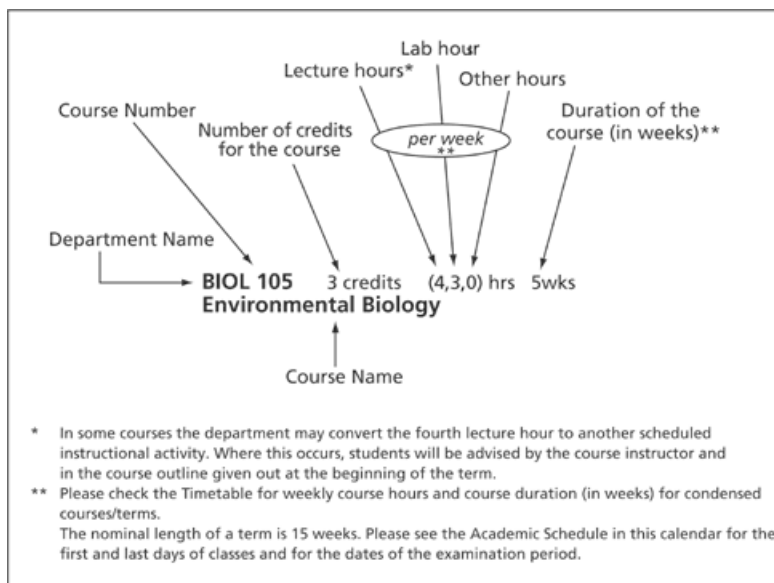 Lab hour
Lecture hours*
Other hours
Course Number
Number of credits
for the course
per week
**
Duration of the
course (in weeks)**
Department Name
BIOL 105 3 credits (4,3,0) hrs 5wks
Environmental Biology
Course Name
* In some courses the department may convert the fourth lecture hour to another scheduled
instructional activity. Where this occurs, students will be advised by the course instructor and
in the course outline given out at the beginning of the term.
** Please check the Timetable for weekly course hours and course duration (in weeks) for condensed
courses/terms.
The nominal length of a term is 15 weeks. Please see the Academic Schedule in this calendar for the
first and last days of classes and for the dates of the examination period.